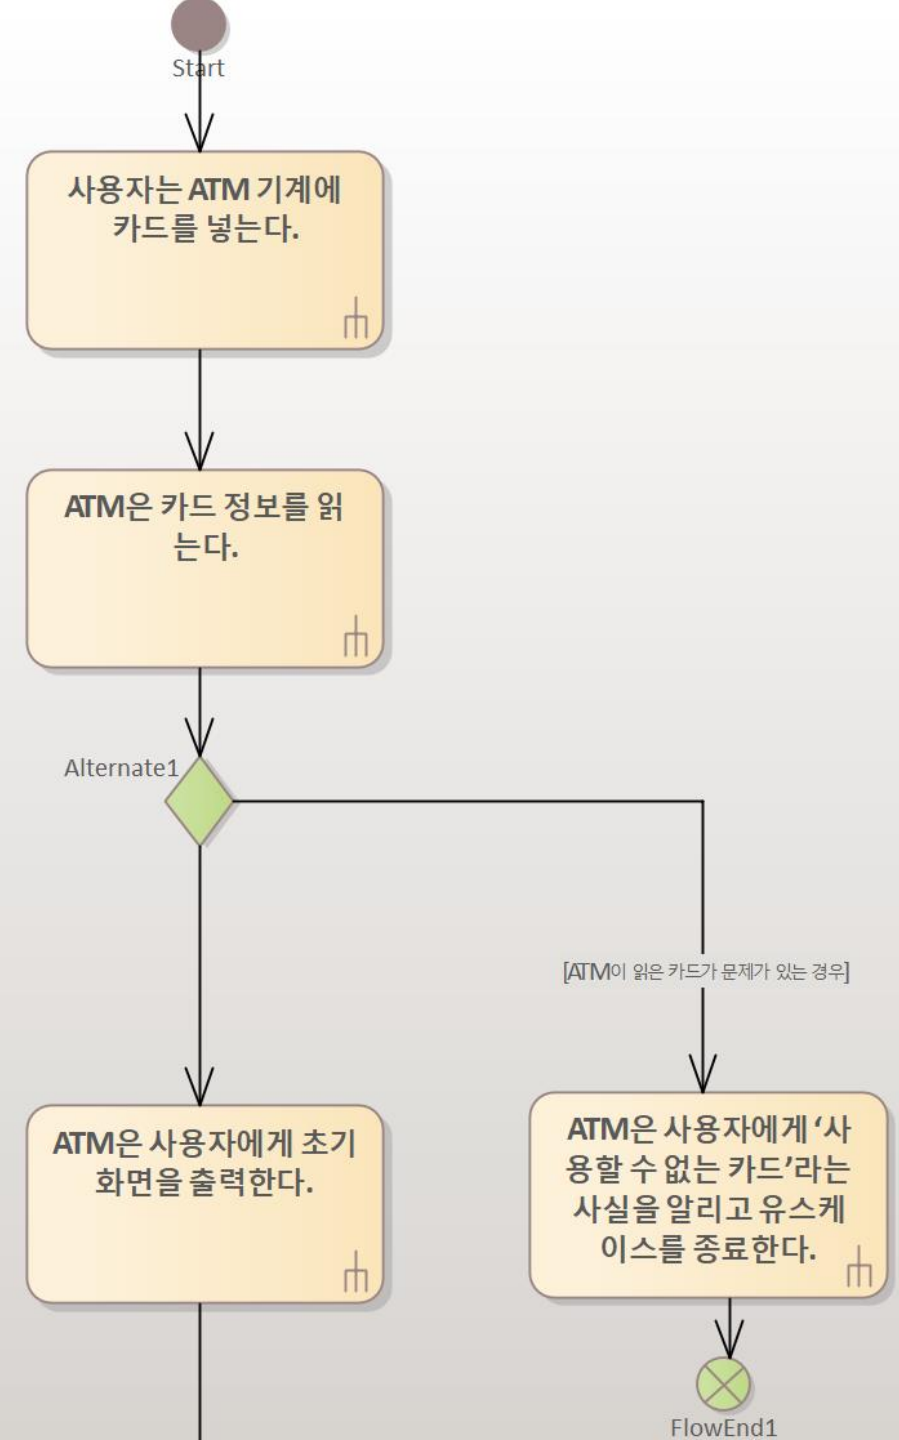 Start
사용자는 ATM 기계에
카드를 넣는다.
ATM은 카드 정보를 읽
는다.
Alternate1
[ATM이 읽은 카드가 문제가 있는 경우]
ATM은 사용자에게 초기
화면을 출력한다.
ATM은 사용자에게 ‘사
용할 수 없는 카드’라는
사실을 알리고 유스케
이스를 종료한다.
FlowEnd1